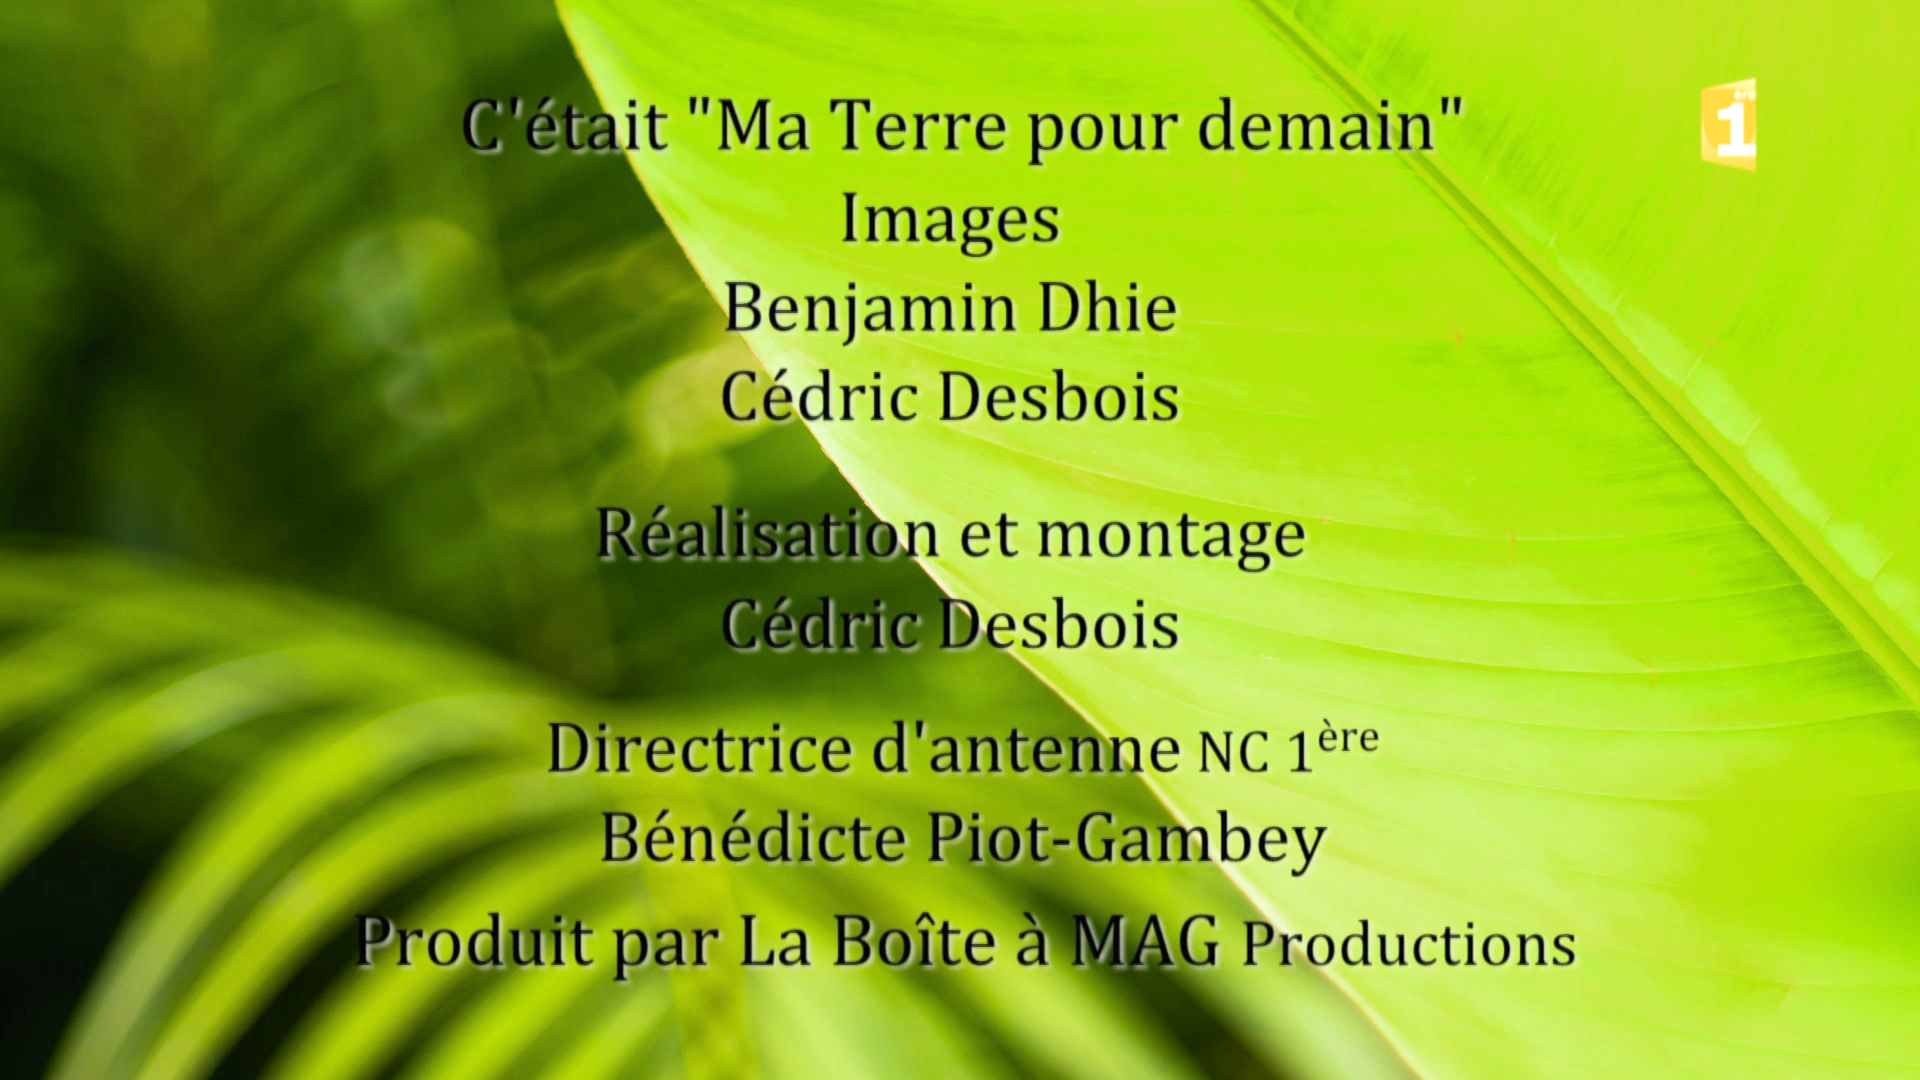 C'était "Ma Terre pour demain"
1ère
Images
Benjamin Dhie
Cédric Desbois
Réalisation et montage
Cédric Desbois
Directrice d'antenne NC 1ère
Bénédicte Piot-Gambey
Produit par La Boîte à MAG Productions